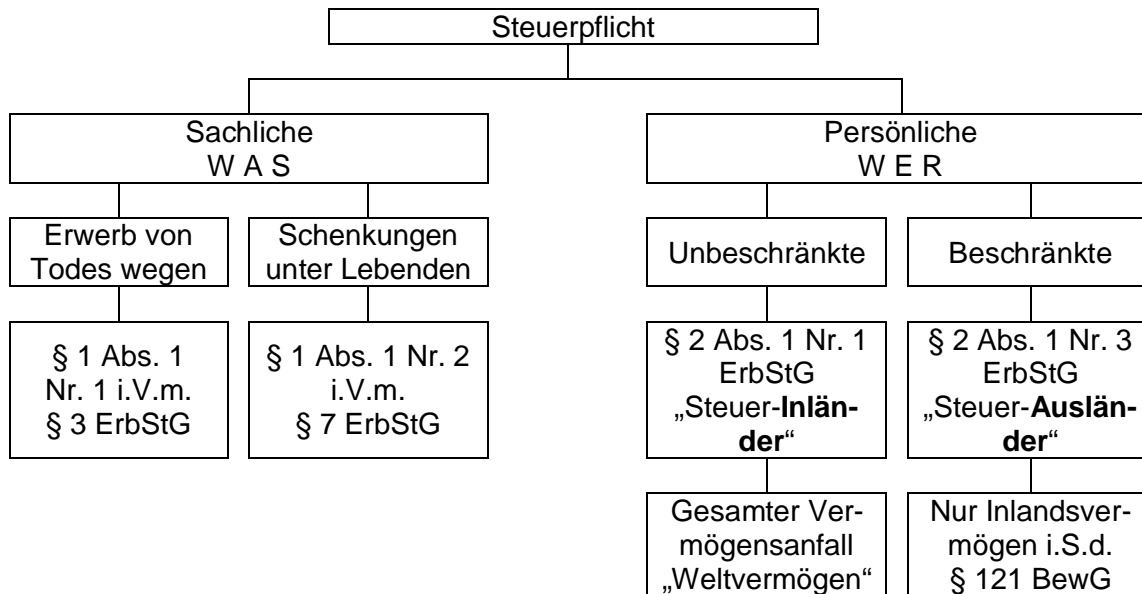 Steuerpflicht
Sachliche
W A S
Persönliche
W E R
Erwerb von
Todes wegen
Schenkungen
unter Lebenden
Unbeschränkte
Beschränkte
§ 1 Abs. 1
Nr. 1 i.V.m.
§ 3 ErbStG
§ 1 Abs. 1 Nr. 2
i.V.m.
§ 7 ErbStG
§ 2 Abs. 1 Nr. 1
ErbStG
„Steuer-Inlän-
der“
§ 2 Abs. 1 Nr. 3
ErbStG
„Steuer-Auslän-
der“
Gesamter Ver-
mögensanfall
„Weltvermögen“
Nur Inlandsver-
mögen i.S.d.
§ 121 BewG